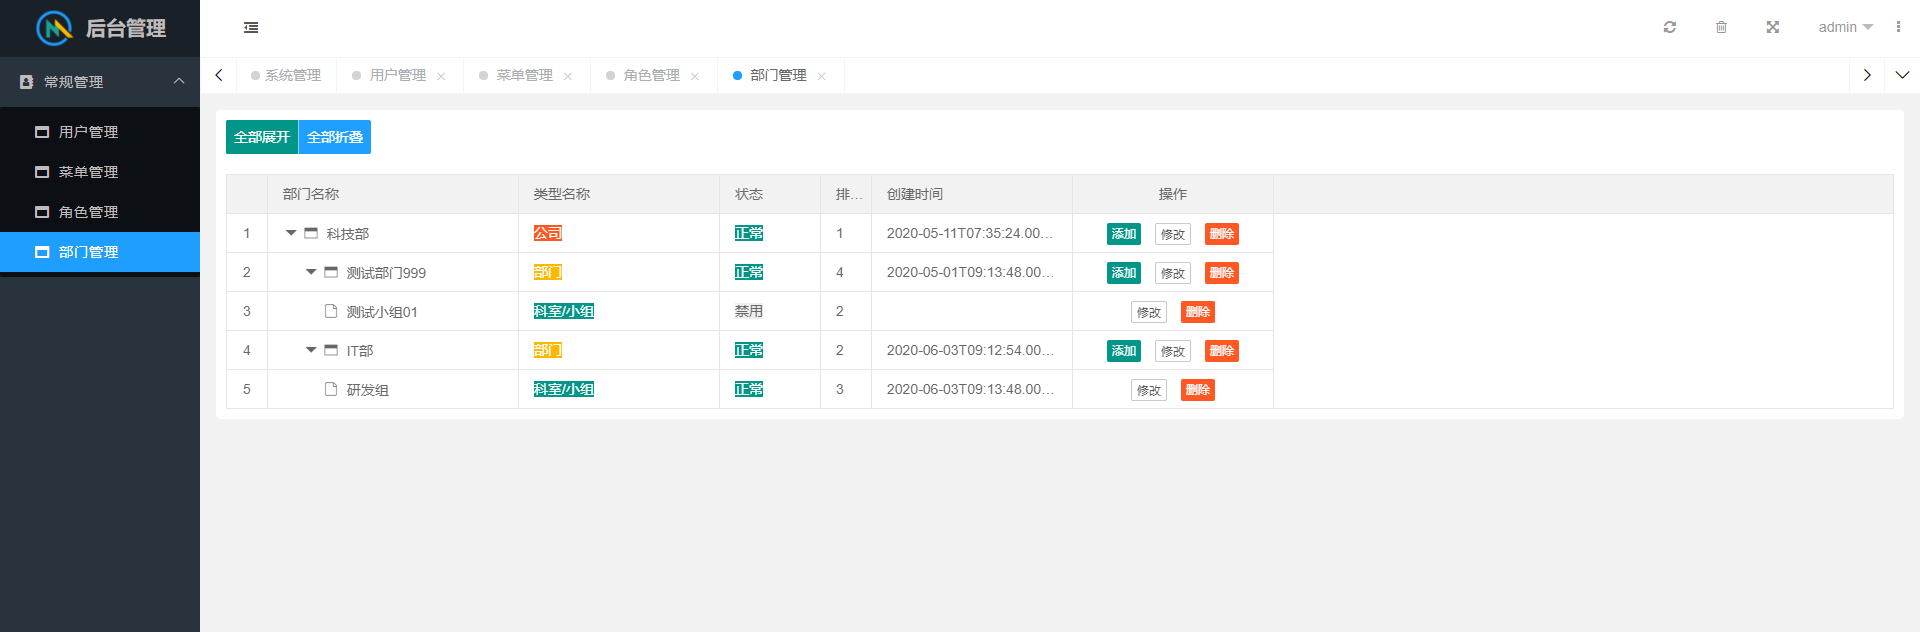 后台管理
admin
常规管理
用户管理
菜单管理
角色管理
部门管理
系统管理 用户管理 菜单管理 角色管理 部门管理
全部展开 全部折叠
部门名称 类型名称 状态 排... 创建时间 操作
1 科技部 公司 正常 1 2020-05-11T07:35:24.00... 添加 修改 删除
2 测试部门999 部门 正常 4 2020-05-01T09:13:48.00... 添加 修改 删除
3 测试小组01 科室/小组 禁用 2 修改 删除
4 IT部 部门 正常 2 2020-06-03T09:12:54.00... 添加 修改 删除
5 研发组 科室/小组 正常 3 2020-06-03T09:13:48.00... 修改 删除